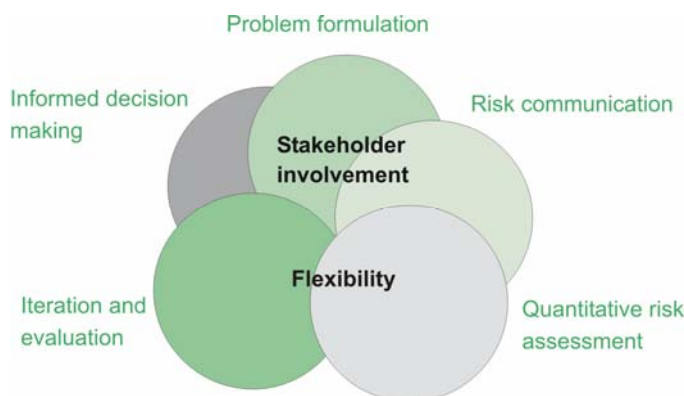 Problem formulation
Informed decision
making
Risk communication
Stakeholder
involvement
Flexibility
Iteration and
evaluation
Quantitative risk
assessment